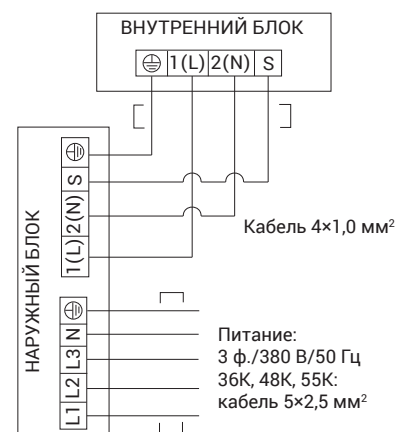 ВНУТРЕННИЙ БЛОК
1(L) 2(N) S
НАРУЖНЫЙ БЛОК
1(L) 2(N) S
Кабель 4×1,0 мм²
L1 L2 L3 N
Питание:
3 ф./380 В/50 Гц
36K, 48K, 55K:
кабель 5×2,5 мм²